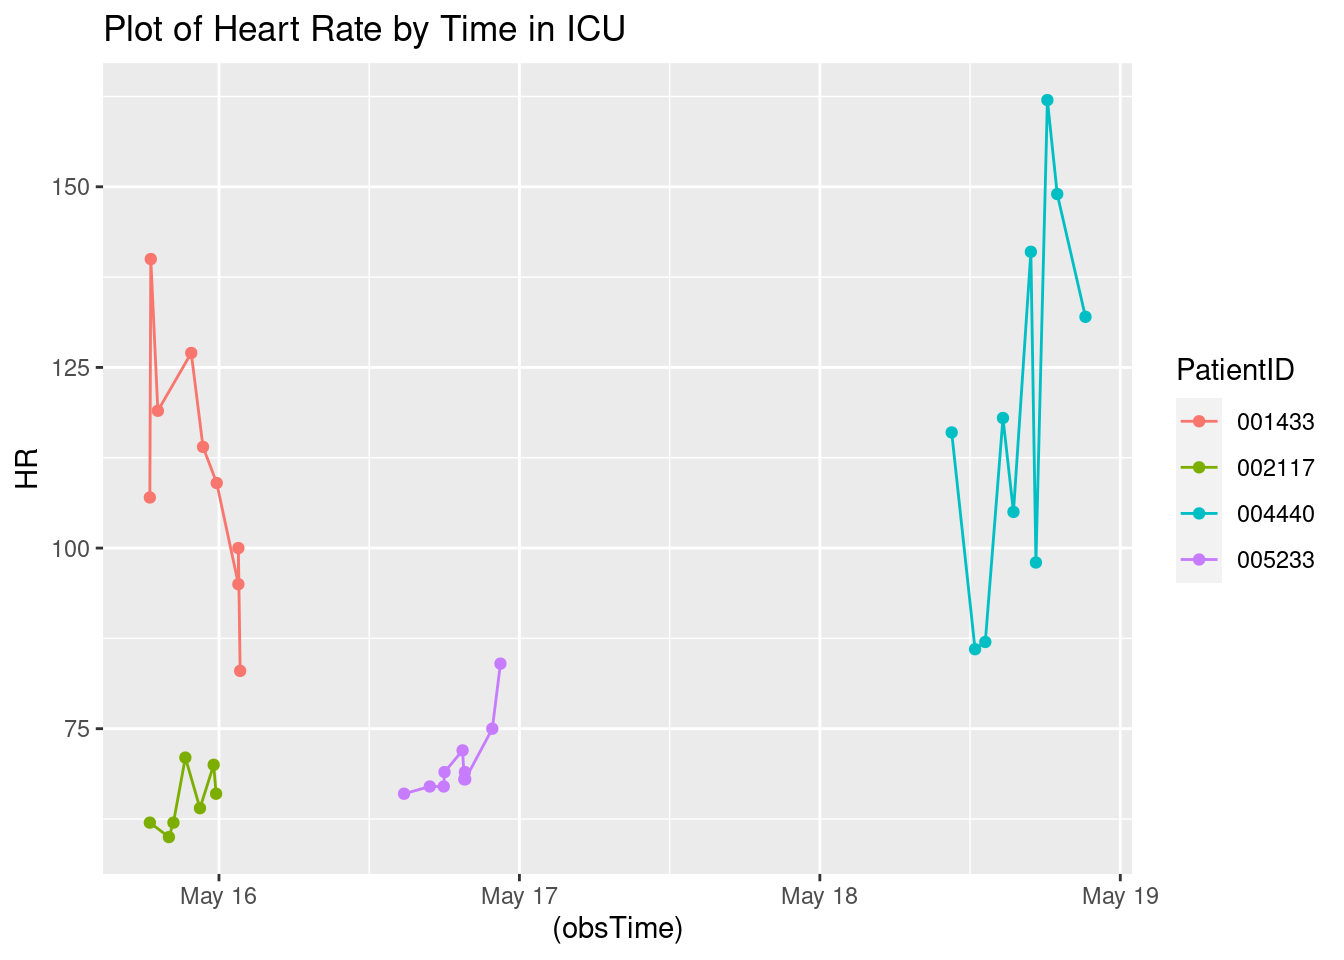 Plot of Heart Rate by Time in ICU
150
125
100
75
HR
May 16
May 17
May 18
May 19
(obsTime)
PatientID
001433
002117
004440
005233